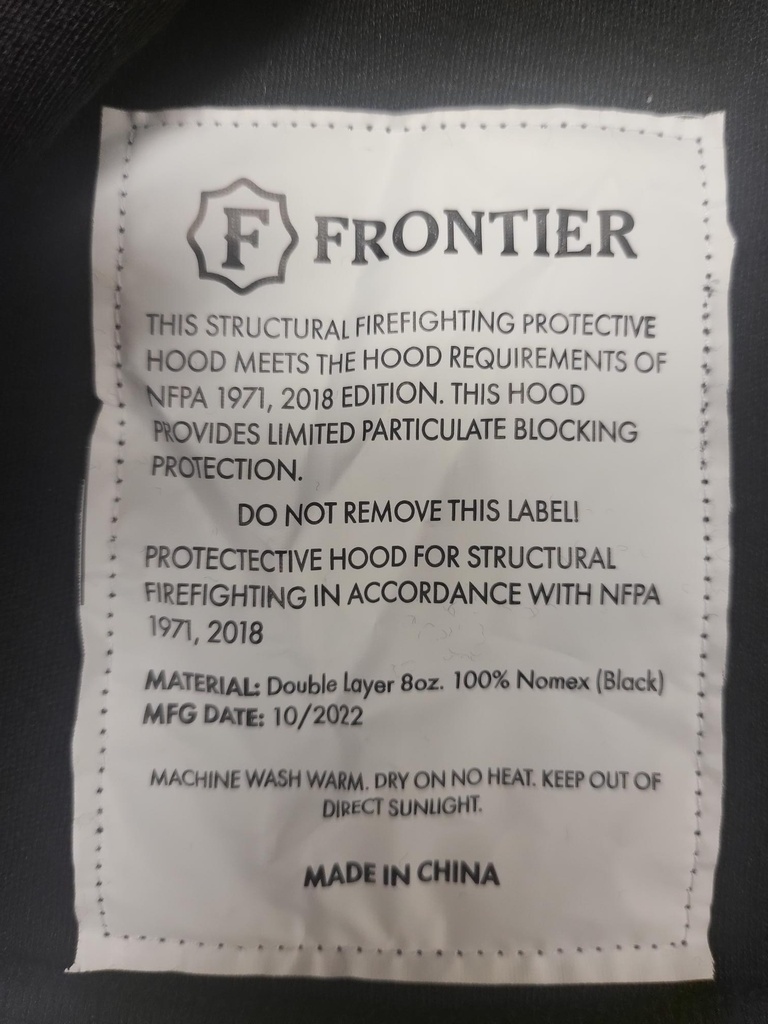 F FRONTIER
THIS STRUCTURAL FIREFIGHTING PROTECTIVE
HOOD MEETS THE HOOD REQUIREMENTS OF
NFPA 1971, 2018 EDITION. THIS HOOD
PROVIDES LIMITED PARTICULATE BLOCKING
PROTECTION.
DO NOT REMOVE THIS LABEL!
PROTECTECTIVE HOOD FOR STRUCTURAL
FIREFIGHTING IN ACCORDANCE WITH NFPA
1971, 2018
MATERIAL: Double Layer 8oz. 100% Nomex (Black)
MFG DATE: 10/2022
MACHINE WASH WARM. DRY ON NO HEAT. KEEP OUT OF
DIRECT SUNLIGHT.
MADE IN CHINA